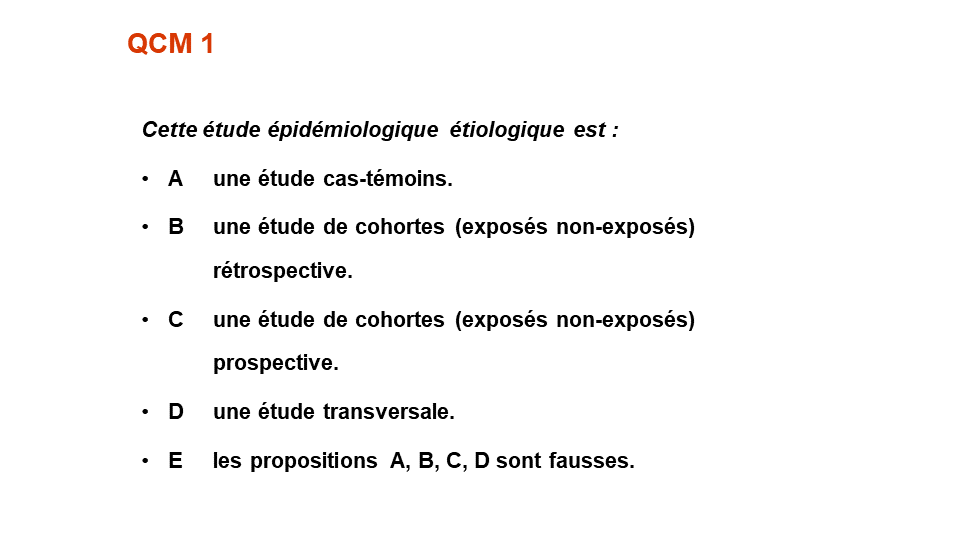 QCM 1
Cette étude épidémiologique étiologique est :
• A une étude cas-témoins.
• B une étude de cohortes (exposés non-exposés)
rétrospective.
• C une étude de cohortes (exposés non-exposés)
prospective.
• D une étude transversale.
• E les propositions A, B, C, D sont fausses.